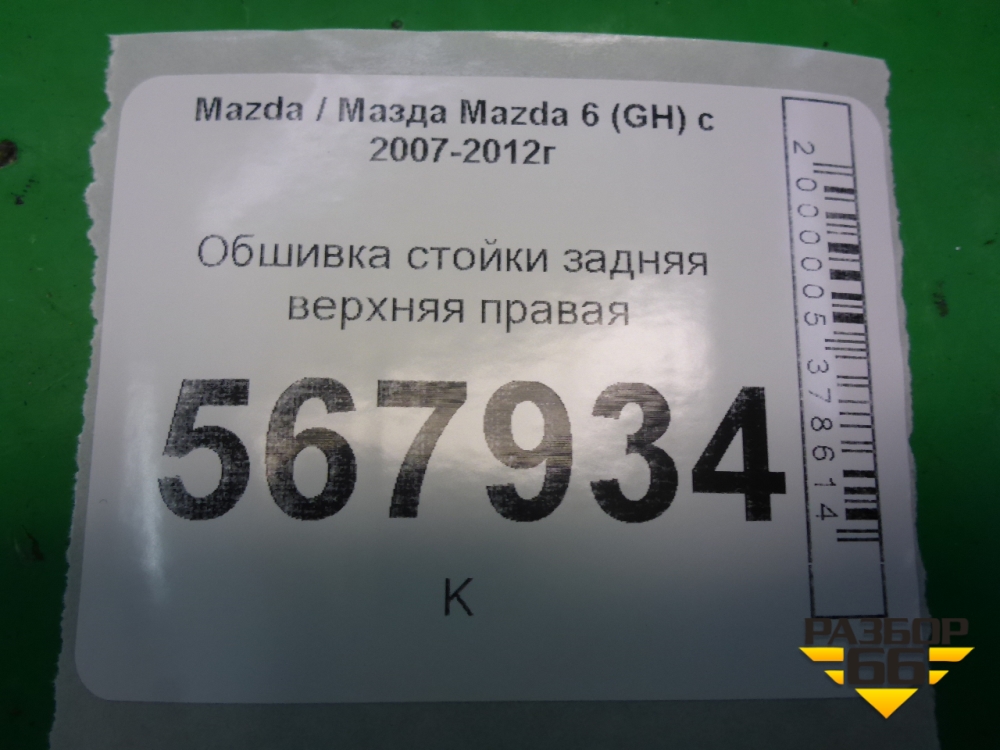 Mazda / Мазда Mazda 6 (GH) с
2007-2012г
Обшивка стойки задняя
верхняя правая
567934
К
2000005378614
РАЗБОР
66